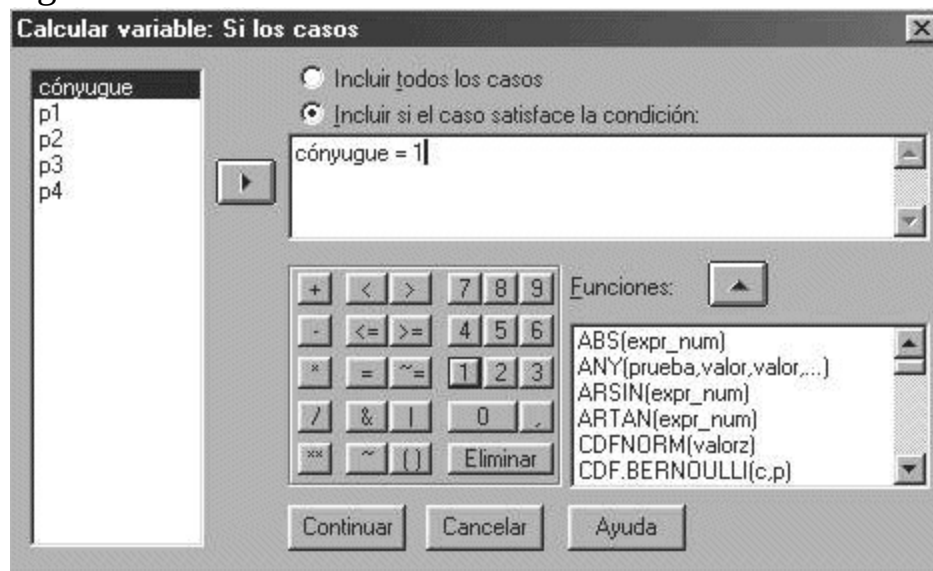 Calcular variable: Si los casos
cónyugue
p1
p2
p3
p4
Incluir todos los casos
Incluir si el caso satisface la condición:
cónyugue = 1
+ < > 7 8 9
- <= >= 4 5 6
* = ~= 1 2 3
/ & | 0 ,
** ~ () Eliminar
Funciones:
ABS(expr_num)
ANY(prueba,valor,valor,...)
ARSIN(expr_num)
ARTAN(expr_num)
CDFNORM(valorz)
CDF.BERNOULLI(c,p)
Continuar Cancelar Ayuda